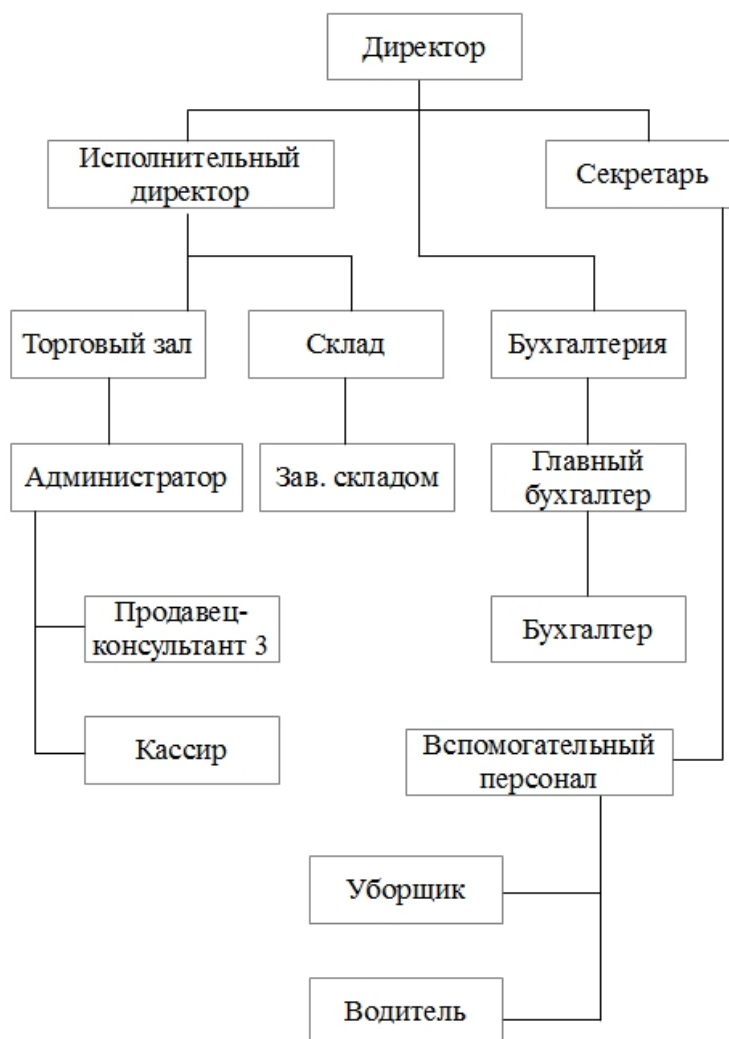 Директор
Исполнительный
директор
Секретарь
Торговый зал
Склад
Бухгалтерия
Администратор
Зав. складом
Главный
бухгалтер
Продавец-
консультант 3
Бухгалтер
Кассир
Вспомогательный
персонал
Уборщик
Водитель